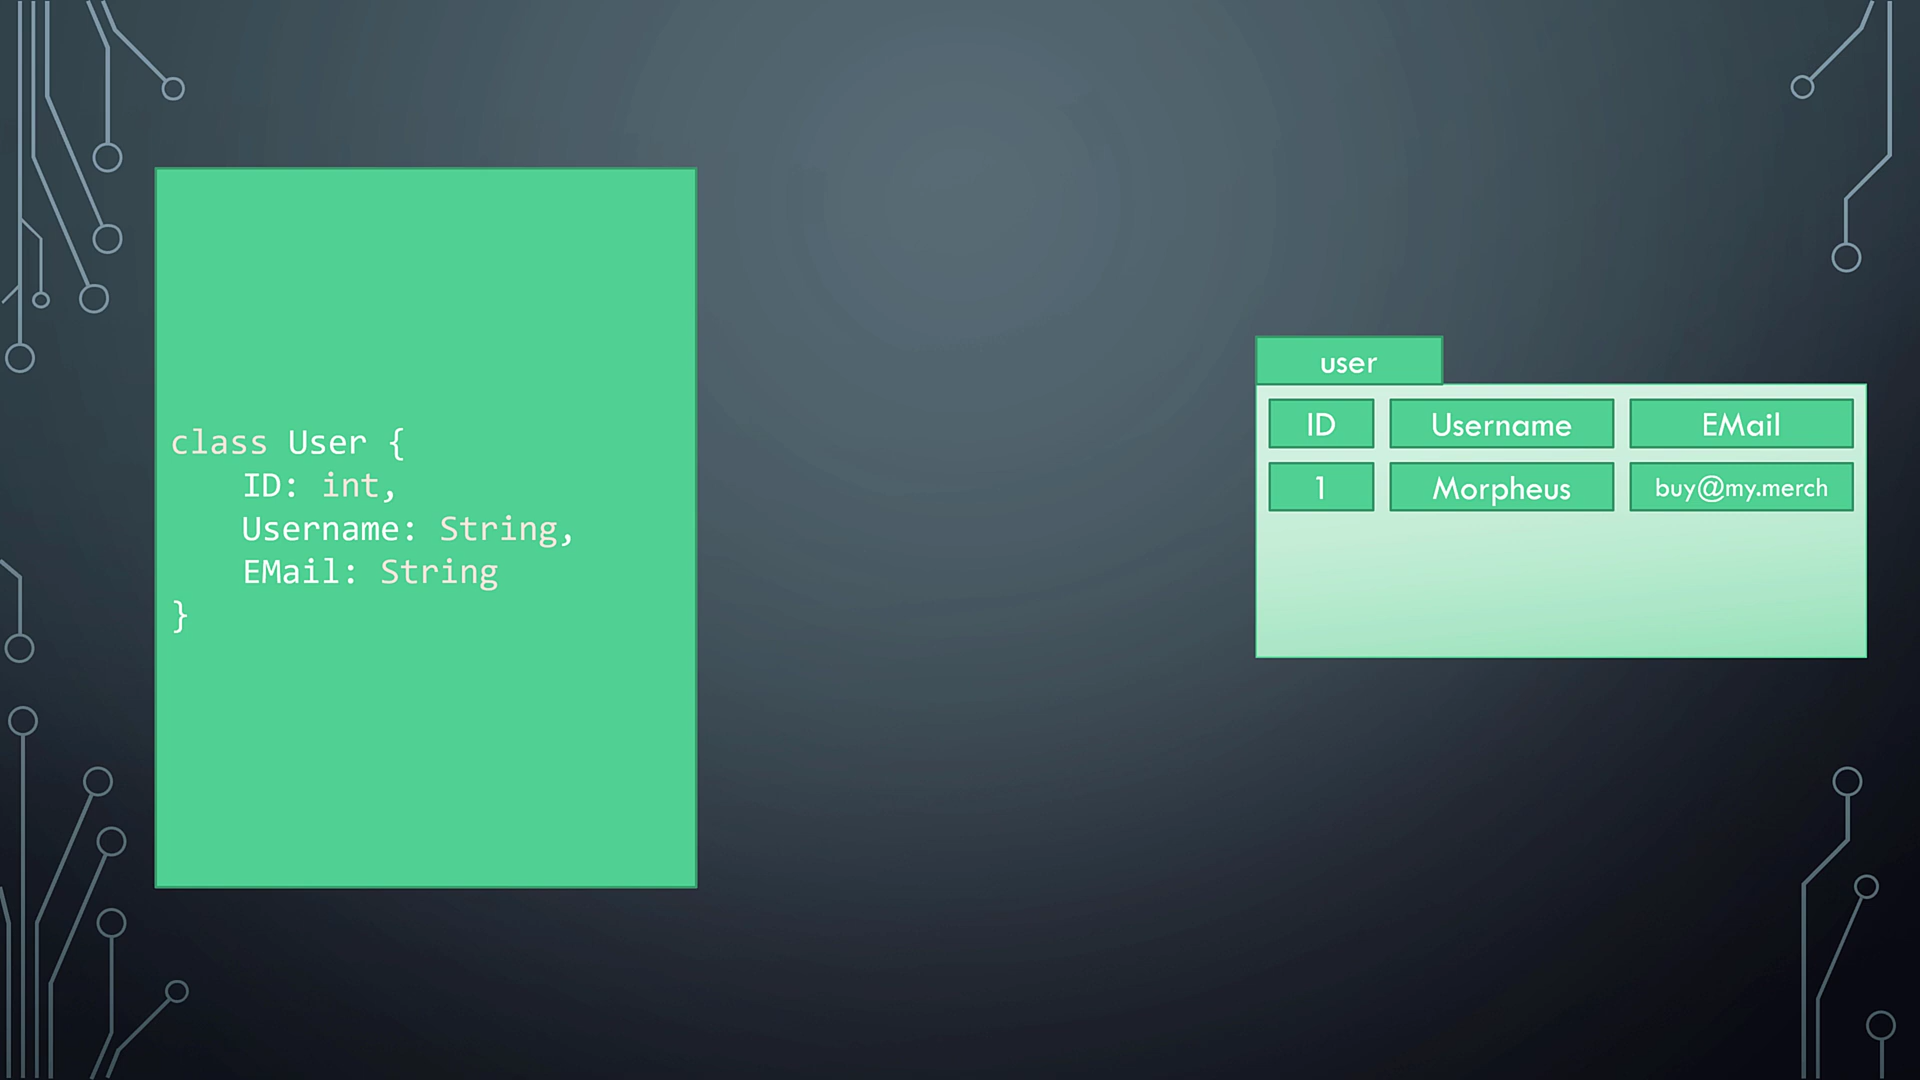 class User {
    ID: int,
    Username: String,
    EMail: String
}
user
ID Username EMail
1 Morpheus buy@my.merch